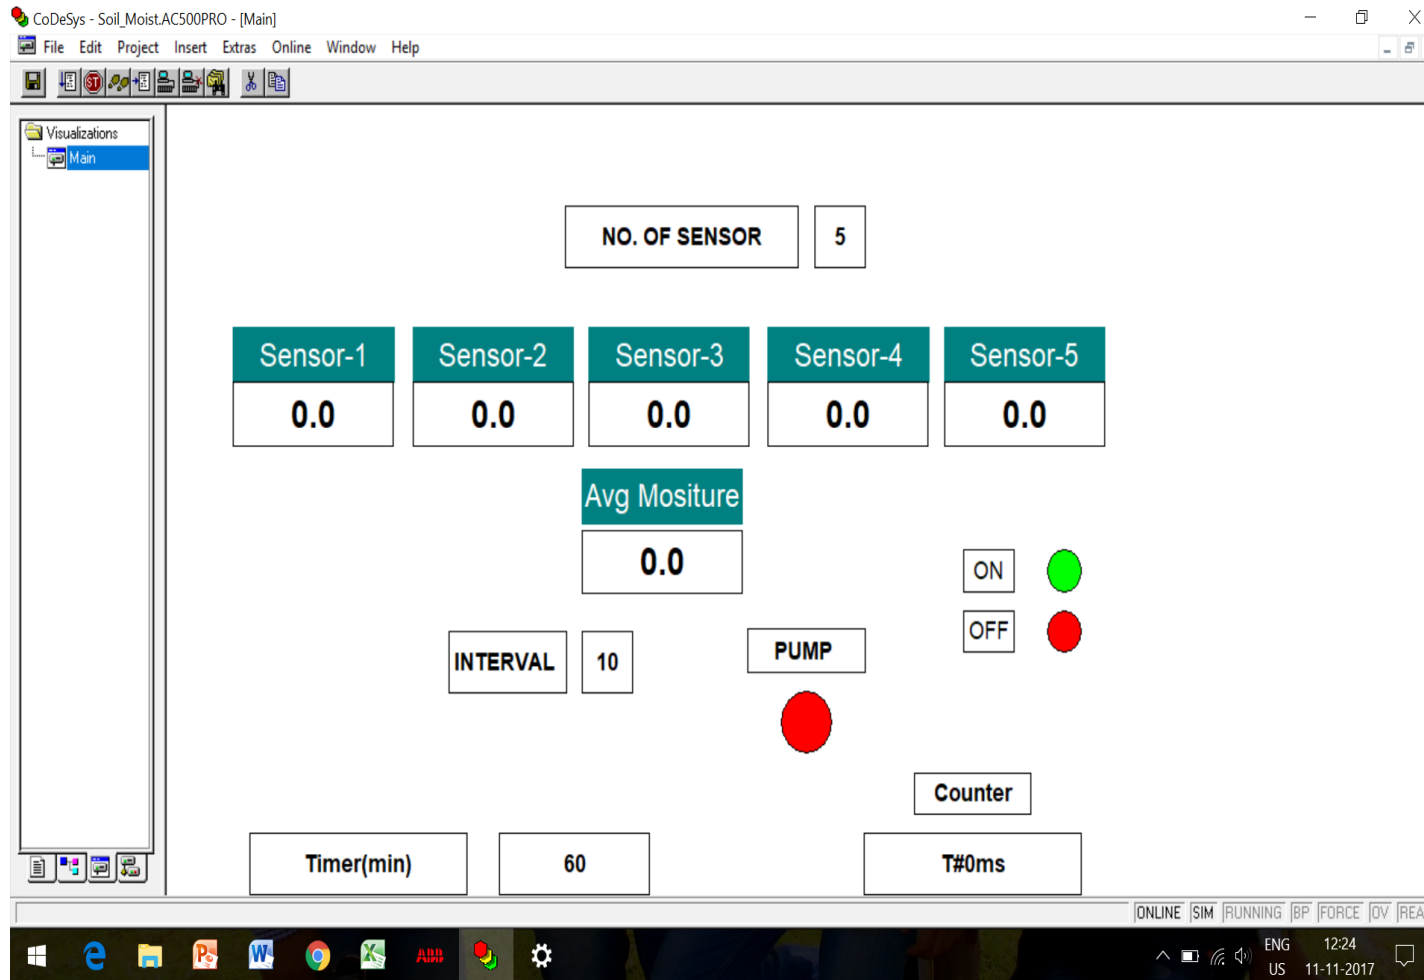 CoDeSys - Soil_Moist.AC500PRO - [Main]
File Edit Project Insert Extras Online Window Help
ST
Visualizations
Main
NO. OF SENSOR 5
Sensor-1 Sensor-2 Sensor-3 Sensor-4 Sensor-5
0.0 0.0 0.0 0.0 0.0
Avg Mositure
0.0
ON
OFF
INTERVAL 10
PUMP
Counter
Timer(min) 60 T#0ms
ONLINE SIM RUNNING BP FORCE OV REA
ABB
ENG 12:24
US 11-11-2017